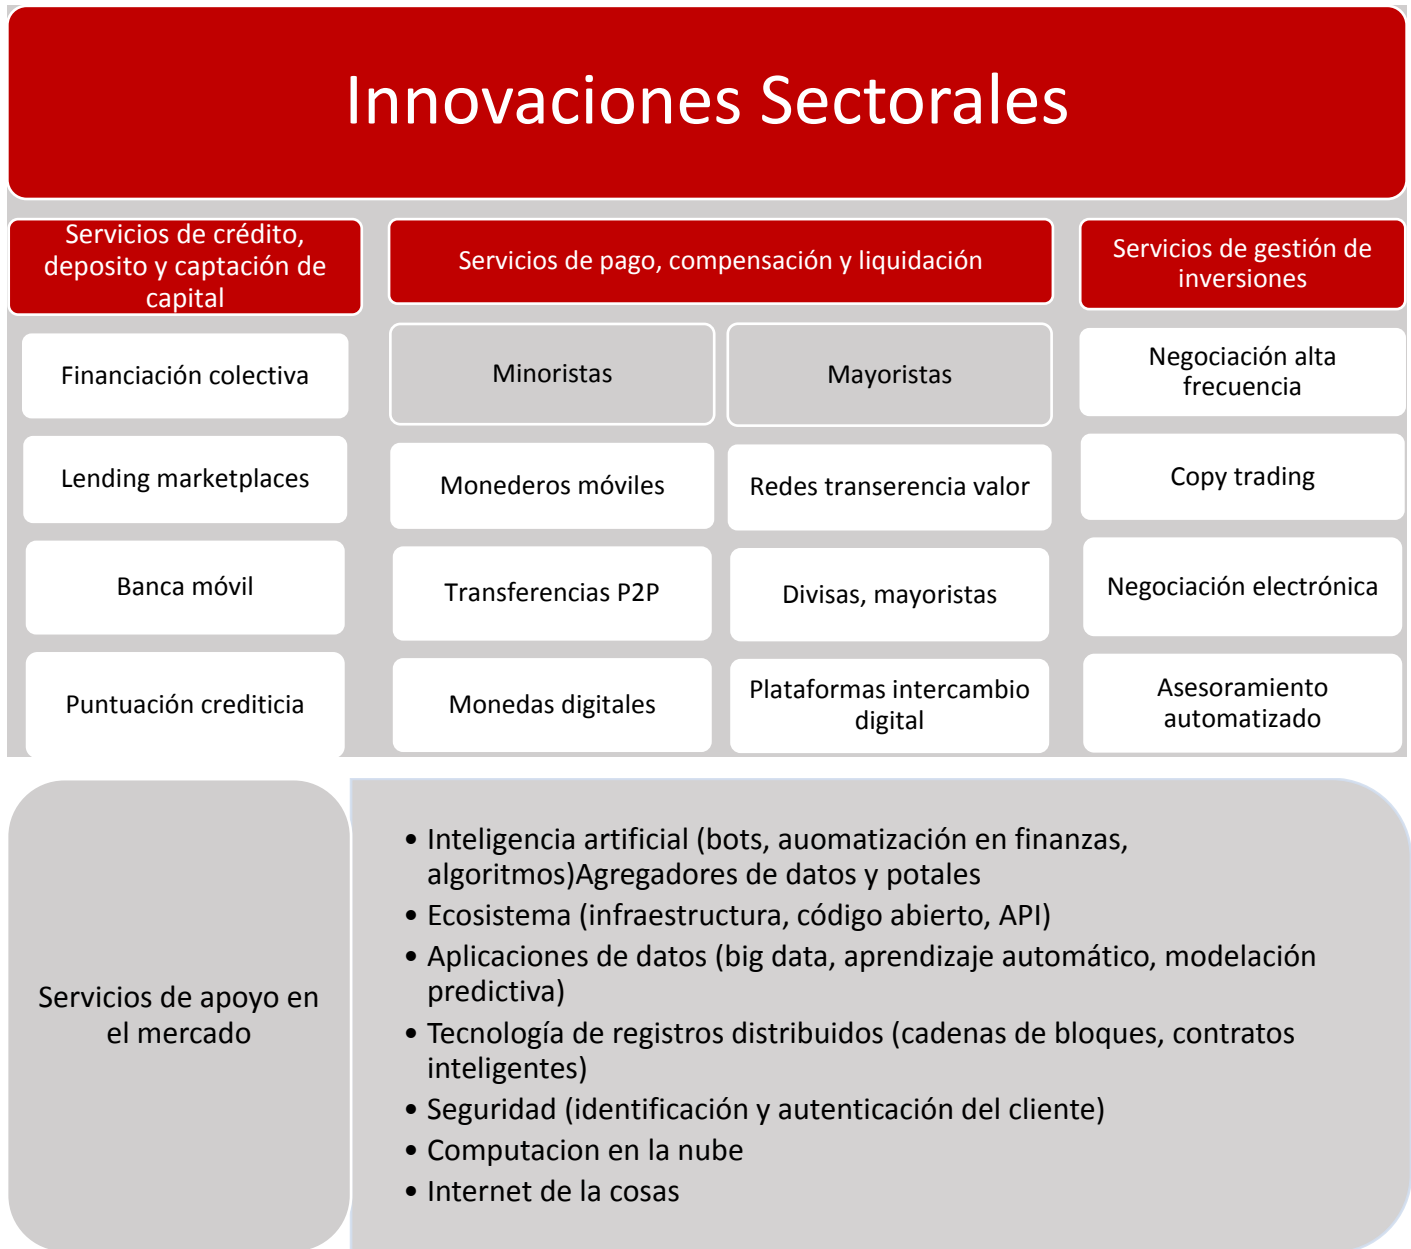 Innovaciones Sectorales
Servicios de crédito,
deposito y captación de
capital
Financiación colectiva
Lending marketplaces
Banca móvil
Puntuación crediticia
Servicios de pago, compensación y liquidación
Minoristas
Monederos móviles
Transferencias P2P
Monedas digitales
Mayoristas
Redes transerencia valor
Divisas, mayoristas
Plataformas intercambio
digital
Servicios de gestión de
inversiones
Negociación alta
frecuencia
Copy trading
Negociación electrónica
Asesoramiento
automatizado
Servicios de apoyo en
el mercado
• Inteligencia artificial (bots, auomatización en finanzas,
algoritmos)Agregadores de datos y potales
• Ecosistema (infraestructura, código abierto, API)
• Aplicaciones de datos (big data, aprendizaje automático, modelación
predictiva)
• Tecnología de registros distribuidos (cadenas de bloques, contratos
inteligentes)
• Seguridad (identificación y autenticación del cliente)
• Computacion en la nube
• Internet de la cosas